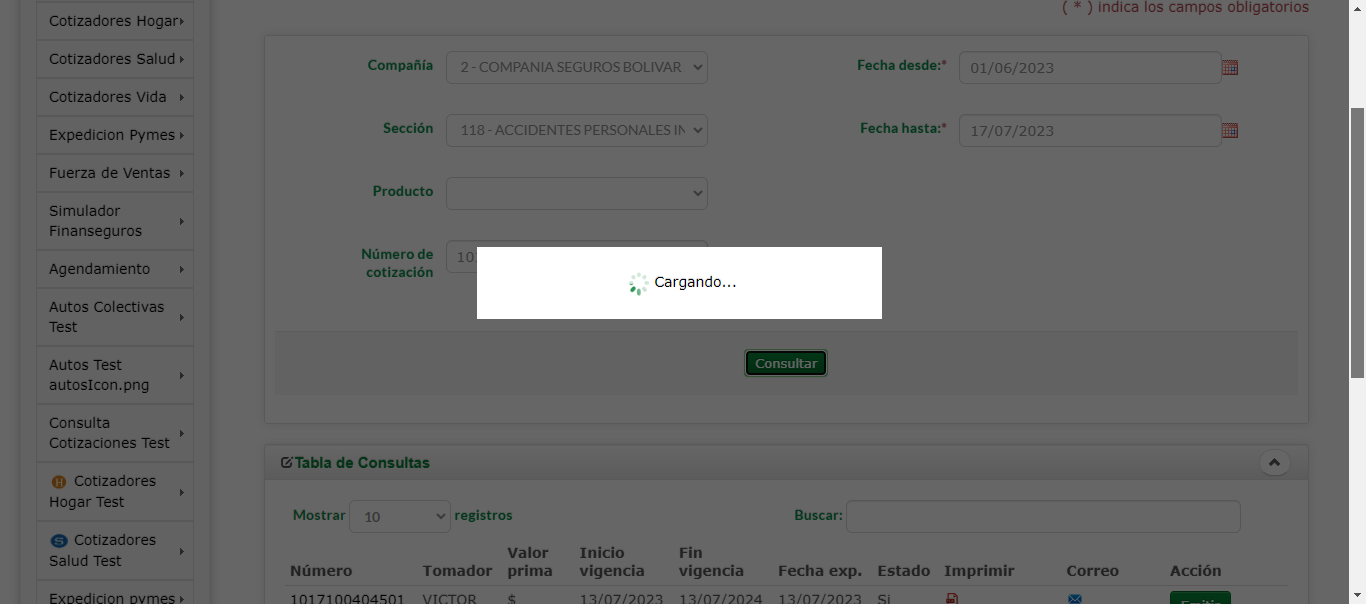 ( * ) indica los campos obligatorios
Cotizadores Hogar
Cotizadores Salud
Cotizadores Vida
Expedicion Pymes
Fuerza de Ventas
Simulador
Finanseguros
Agendamiento
Autos Colectivas
Test
Autos Test
autosIcon.png
Consulta
Cotizaciones Test
H Cotizadores
Hogar Test
S Cotizadores
Salud Test
Expedicion pymes
Compañía 2 - COMPANIA SEGUROS BOLIVAR Fecha desde:* 01/06/2023
Sección 118 - ACCIDENTES PERSONALES IN Fecha hasta:* 17/07/2023
Producto
Número de
cotización
10
Cargando...
Consultar
Tabla de Consultas
Mostrar 10 registros Buscar:
Número Tomador Valor
prima Inicio
vigencia Fin
vigencia Fecha exp. Estado Imprimir Correo Acción
1017100404501 VICTOR $ 13/07/2023 13/07/2024 13/07/2023 Si Emitir